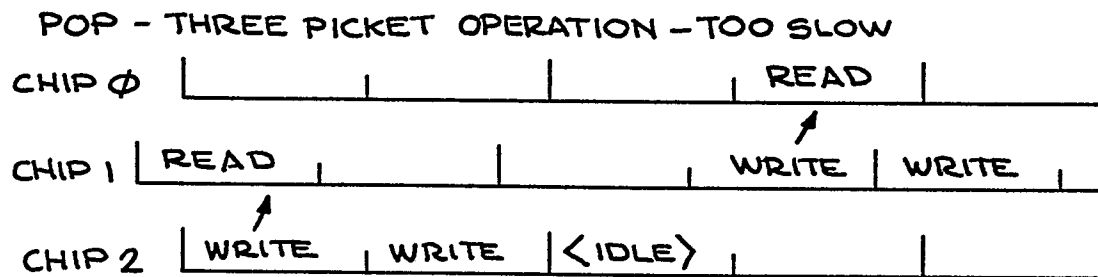 POP - THREE PICKET OPERATION - TOO SLOW
CHIP Ø READ
CHIP 1 READ WRITE WRITE
CHIP 2 WRITE WRITE <IDLE>